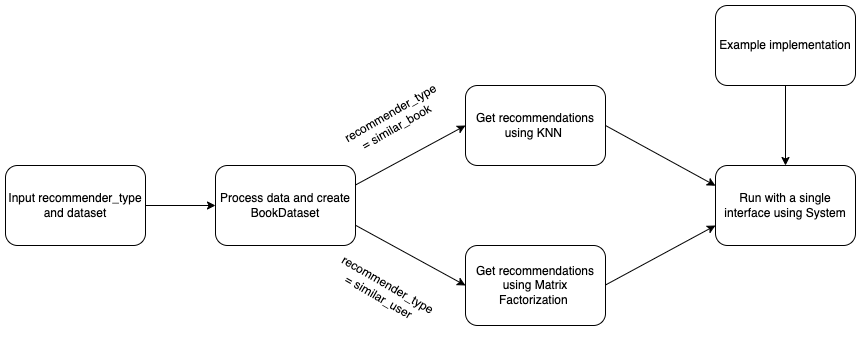 Example implementation
recommender_type
= similar_book
Get recommendations
using KNN
Input recommender_type
and dataset
Process data and create
BookDataset
Run with a single
interface using System
recommender_type
= similar_user
Get recommendations
using Matrix
Factorization